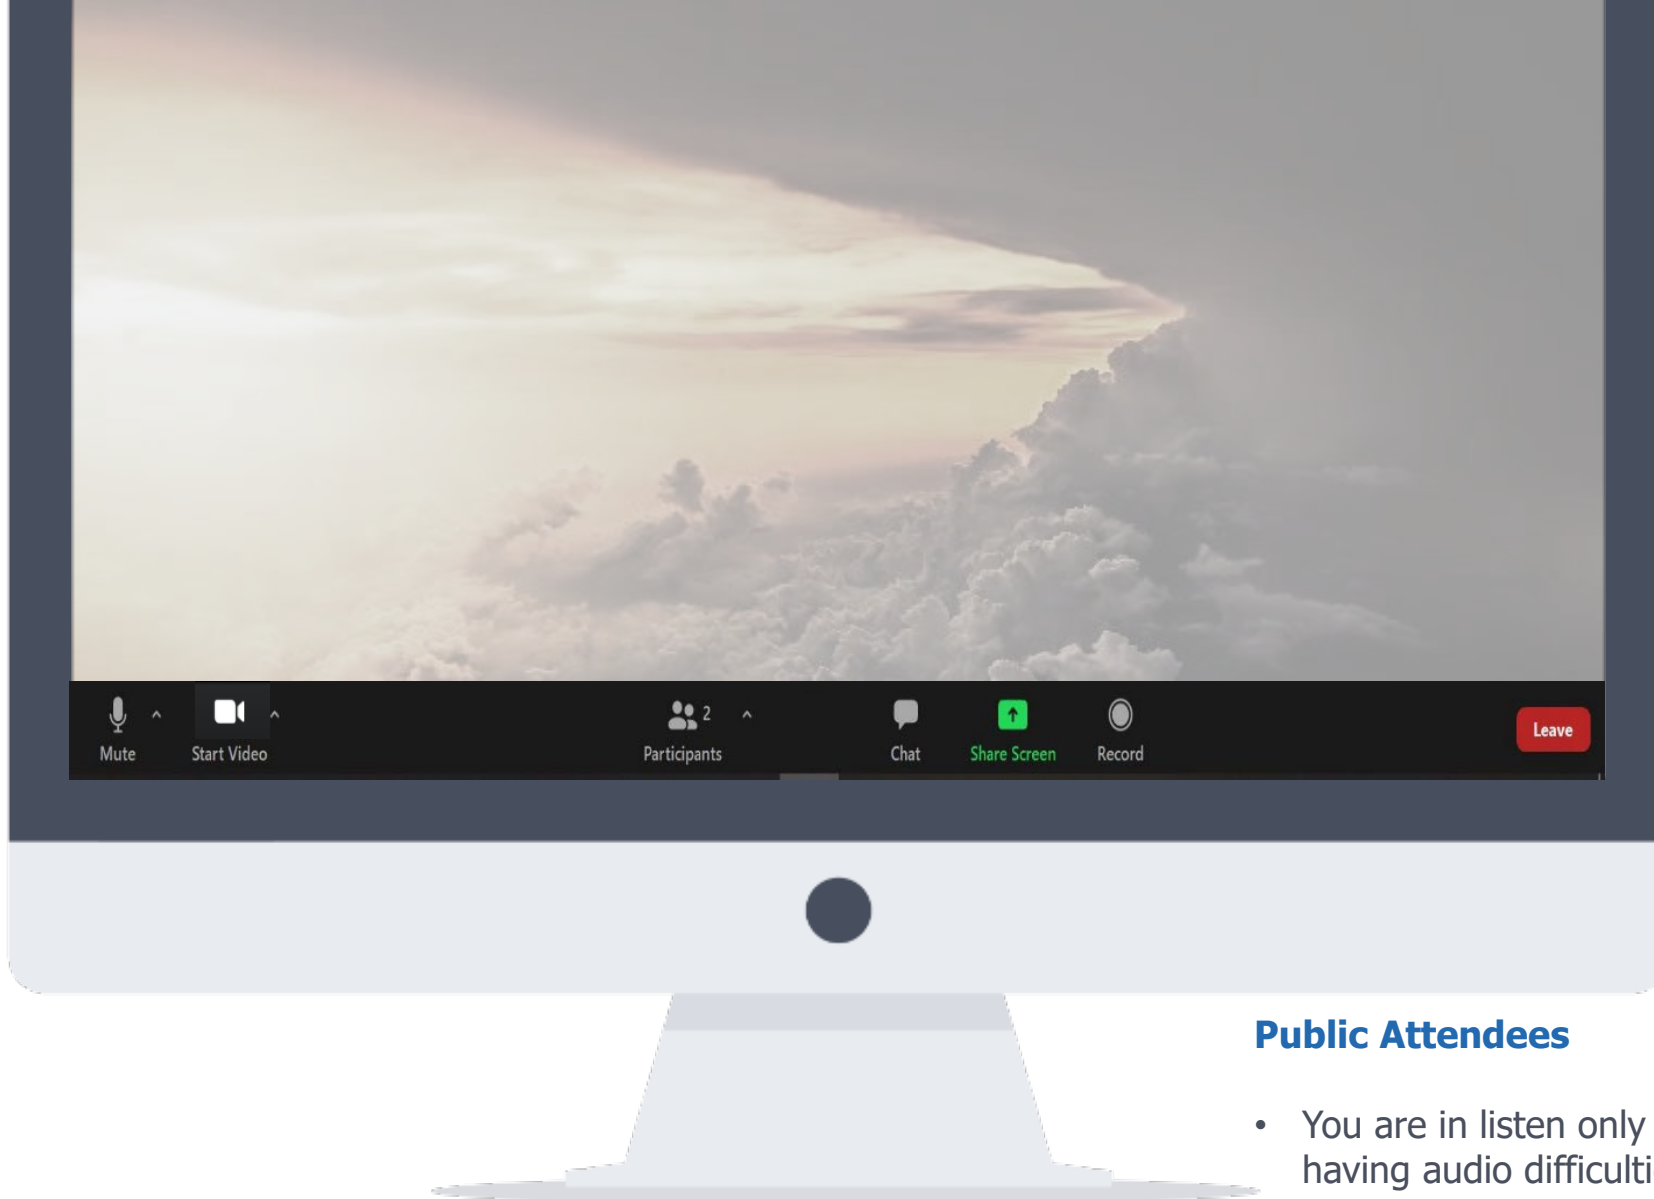 2
Mute
Start Video
Participants
Chat
Share Screen
Record
Leave
Public Attendees
• You are in listen only
having audio